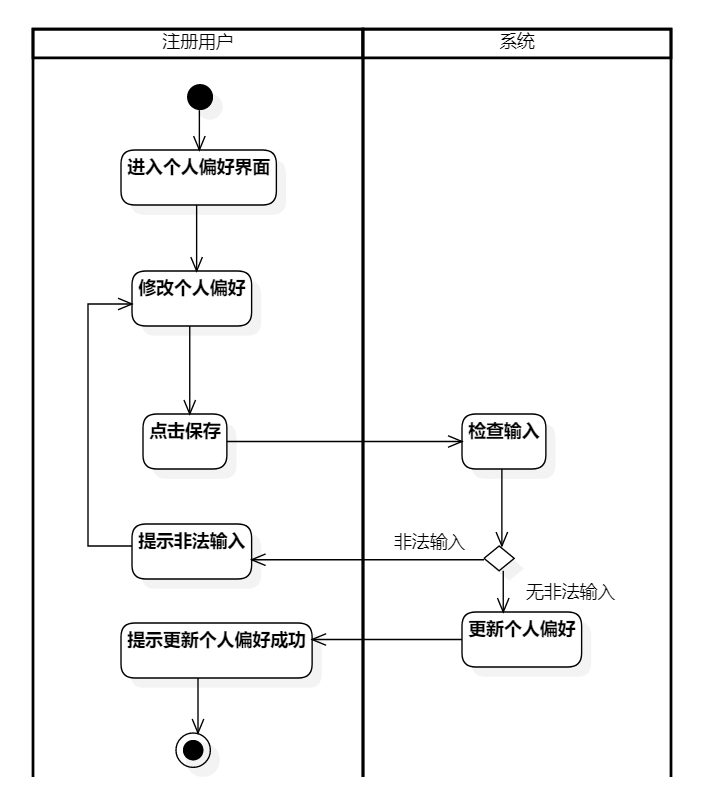 注册用户
系统
进入个人偏好界面
修改个人偏好
点击保存
检查输入
提示非法输入
非法输入
无非法输入
提示更新个人偏好成功
更新个人偏好